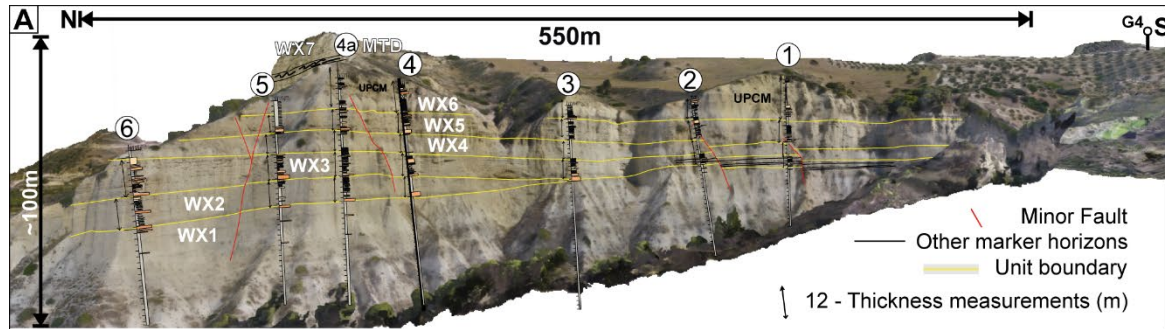 A
N
550m
G4
S
~100m
WX7
4a
MTD
6
5
4
3
2
1
UPCM
UPCM
WX6
WX5
WX4
WX3
WX2
WX1
Minor Fault
Other marker horizons
Unit boundary
12 - Thickness measurements (m)